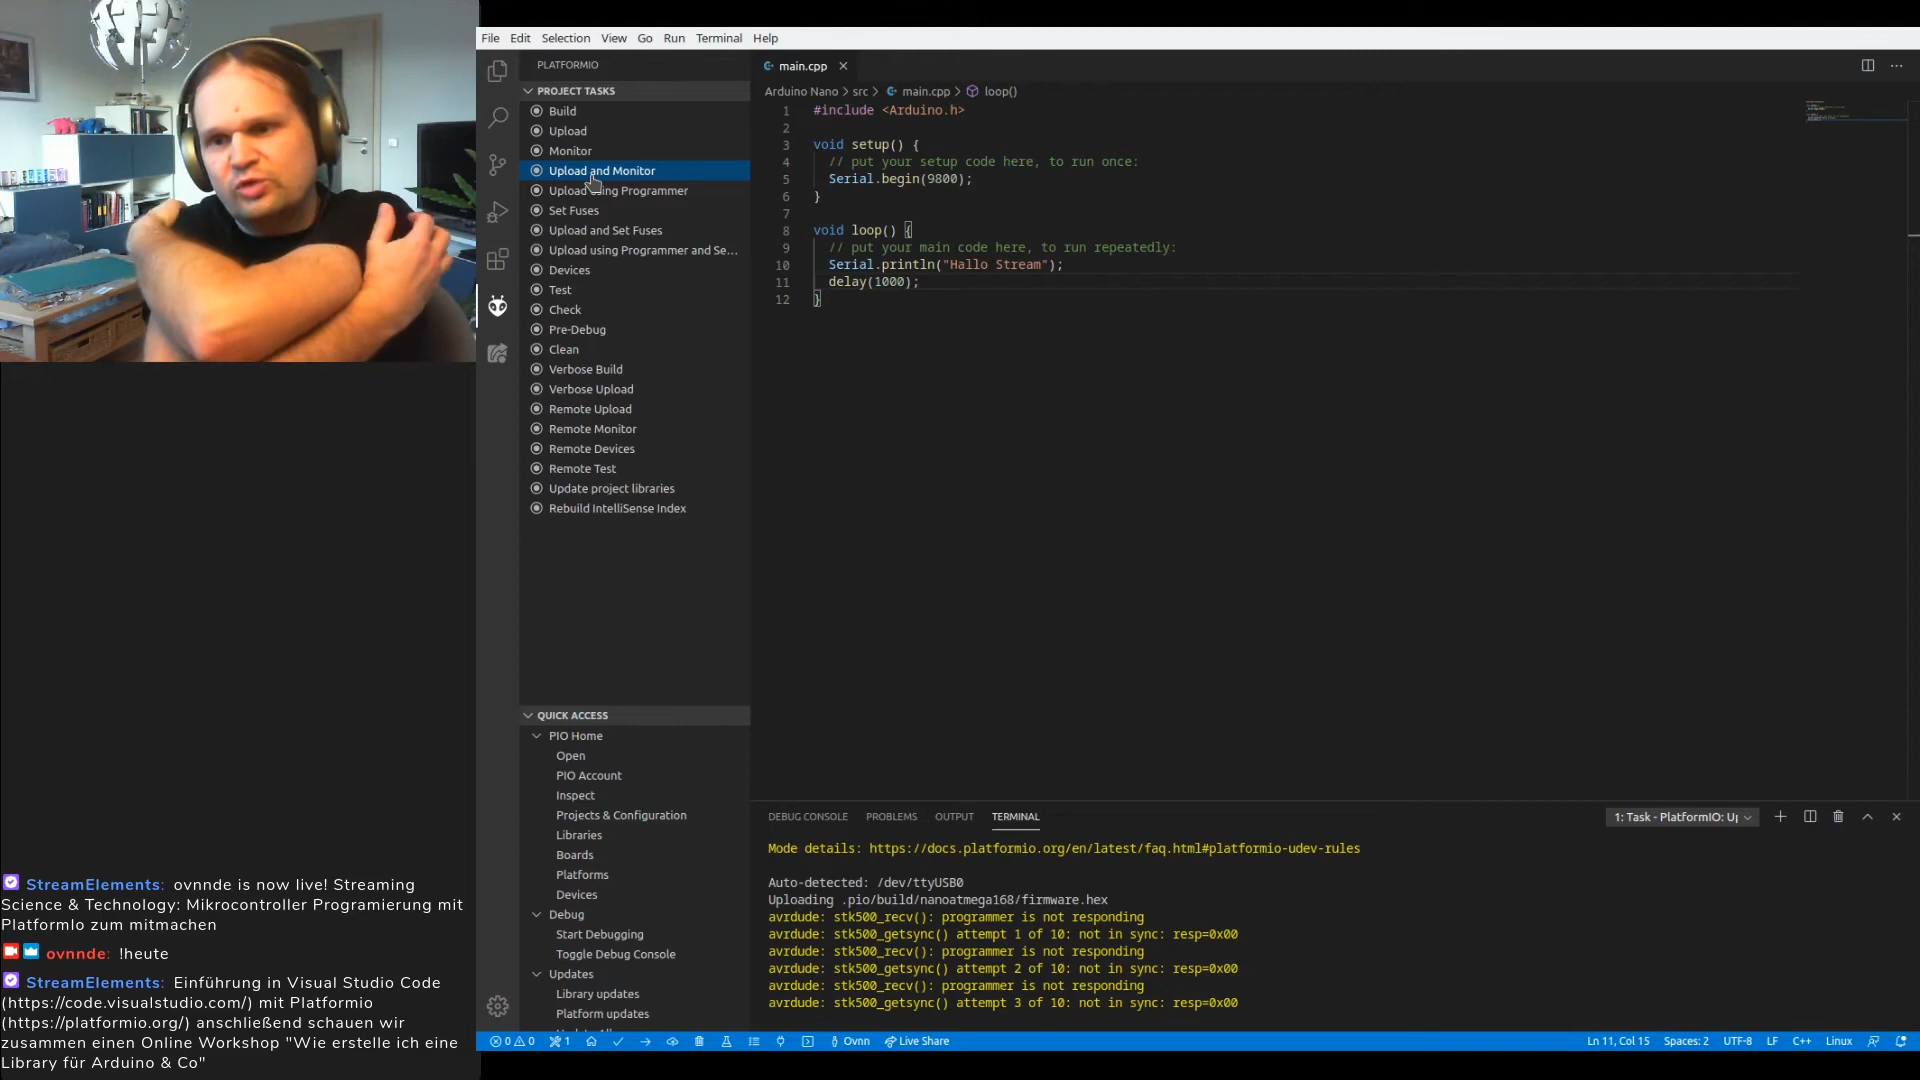 File Edit Selection View Go Run Terminal Help
PLATFORMIO
PROJECT TASKS
Build
Upload
Monitor
Upload and Monitor
Upload using Programmer
Set Fuses
Upload and Set Fuses
Upload using Programmer and Se...
Devices
Test
Check
Pre-Debug
Clean
Verbose Build
Verbose Upload
Remote Upload
Remote Monitor
Remote Devices
Remote Test
Update project libraries
Rebuild IntelliSense Index
QUICK ACCESS
PIO Home
Open
PIO Account
Inspect
Projects & Configuration
Libraries
Boards
Platforms
Devices
Debug
Start Debugging
Toggle Debug Console
Updates
Library updates
Platform updates
main.cpp
Arduino Nano > src > main.cpp > loop()
1 #include <Arduino.h>
2
3 void setup() {
4 // put your setup code here, to run once:
5 Serial.begin(9800);
6 }
7
8 void loop() {
9 // put your main code here, to run repeatedly:
10 Serial.println("Hallo Stream");
11 delay(1000);
12 }
DEBUG CONSOLE PROBLEMS OUTPUT TERMINAL
1: Task - PlatformIO: Up
Mode details: https://docs.platformio.org/en/latest/faq.html#platformio-udev-rules
Auto-detected: /dev/ttyUSB0
Uploading .pio/build/nanoatmega168/firmware.hex
avrdude: stk500_recv(): programmer is not responding
avrdude: stk500_getsync() attempt 1 of 10: not in sync: resp=0x00
avrdude: stk500_recv(): programmer is not responding
avrdude: stk500_getsync() attempt 2 of 10: not in sync: resp=0x00
avrdude: stk500_recv(): programmer is not responding
avrdude: stk500_getsync() attempt 3 of 10: not in sync: resp=0x00
0 0 1 Ovnn Live Share Ln 11, Col 15 Spaces: 2 UTF-8 LF C++ Linux
StreamElements: ovnnde is now live! Streaming
Science & Technology: Mikrocontroller Programierung mit
PlatformIo zum mitmachen
ovnnde: !heute
StreamElements: Einführung in Visual Studio Code
(https://code.visualstudio.com/) mit Platformio
(https://platformio.org/) anschließend schauen wir
zusammen einen Online Workshop "Wie erstelle ich eine
Library für Arduino & Co"